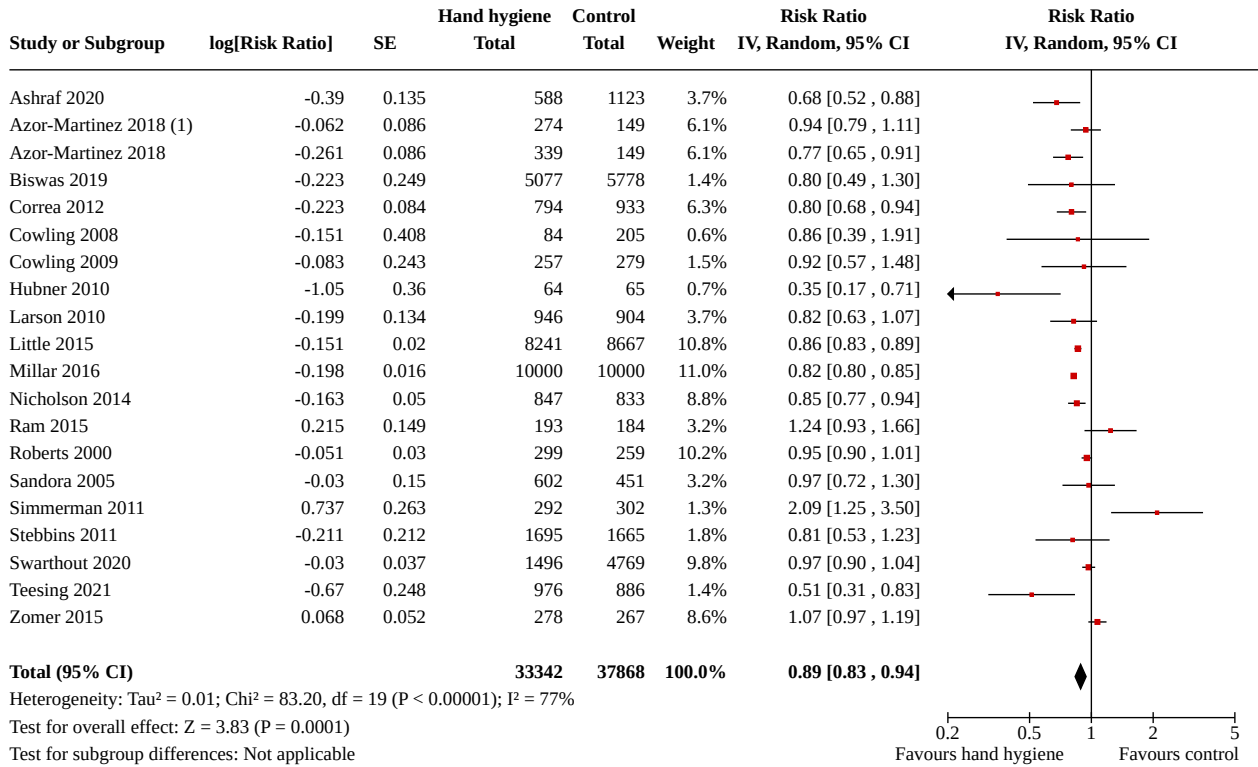 Hand hygiene Control Risk Ratio Risk Ratio
Study or Subgroup log[Risk Ratio] SE Total Total Weight IV, Random, 95% CI IV, Random, 95% CI
Ashraf 2020 -0.39 0.135 588 1123 3.7% 0.68 [0.52 , 0.88]
Azor-Martinez 2018 (1) -0.062 0.086 274 149 6.1% 0.94 [0.79 , 1.11]
Azor-Martinez 2018 -0.261 0.086 339 149 6.1% 0.77 [0.65 , 0.91]
Biswas 2019 -0.223 0.249 5077 5778 1.4% 0.80 [0.49 , 1.30]
Correa 2012 -0.223 0.084 794 933 6.3% 0.80 [0.68 , 0.94]
Cowling 2008 -0.151 0.408 84 205 0.6% 0.86 [0.39 , 1.91]
Cowling 2009 -0.083 0.243 257 279 1.5% 0.92 [0.57 , 1.48]
Hubner 2010 -1.05 0.36 64 65 0.7% 0.35 [0.17 , 0.71]
Larson 2010 -0.199 0.134 946 904 3.7% 0.82 [0.63 , 1.07]
Little 2015 -0.151 0.02 8241 8667 10.8% 0.86 [0.83 , 0.89]
Millar 2016 -0.198 0.016 10000 10000 11.0% 0.82 [0.80 , 0.85]
Nicholson 2014 -0.163 0.05 847 833 8.8% 0.85 [0.77 , 0.94]
Ram 2015 0.215 0.149 193 184 3.2% 1.24 [0.93 , 1.66]
Roberts 2000 -0.051 0.03 299 259 10.2% 0.95 [0.90 , 1.01]
Sandora 2005 -0.03 0.15 602 451 3.2% 0.97 [0.72 , 1.30]
Simmerman 2011 0.737 0.263 292 302 1.3% 2.09 [1.25 , 3.50]
Stebbins 2011 -0.211 0.212 1695 1665 1.8% 0.81 [0.53 , 1.23]
Swarthout 2020 -0.03 0.037 1496 4769 9.8% 0.97 [0.90 , 1.04]
Teesing 2021 -0.67 0.248 976 886 1.4% 0.51 [0.31 , 0.83]
Zomer 2015 0.068 0.052 278 267 8.6% 1.07 [0.97 , 1.19]
Total (95% CI) 33342 37868 100.0% 0.89 [0.83 , 0.94]
Heterogeneity: Tau² = 0.01; Chi² = 83.20, df = 19 (P < 0.00001); I² = 77%
Test for overall effect: Z = 3.83 (P = 0.0001)
Test for subgroup differences: Not applicable
0.2 0.5 1 2 5
Favours hand hygiene Favours control